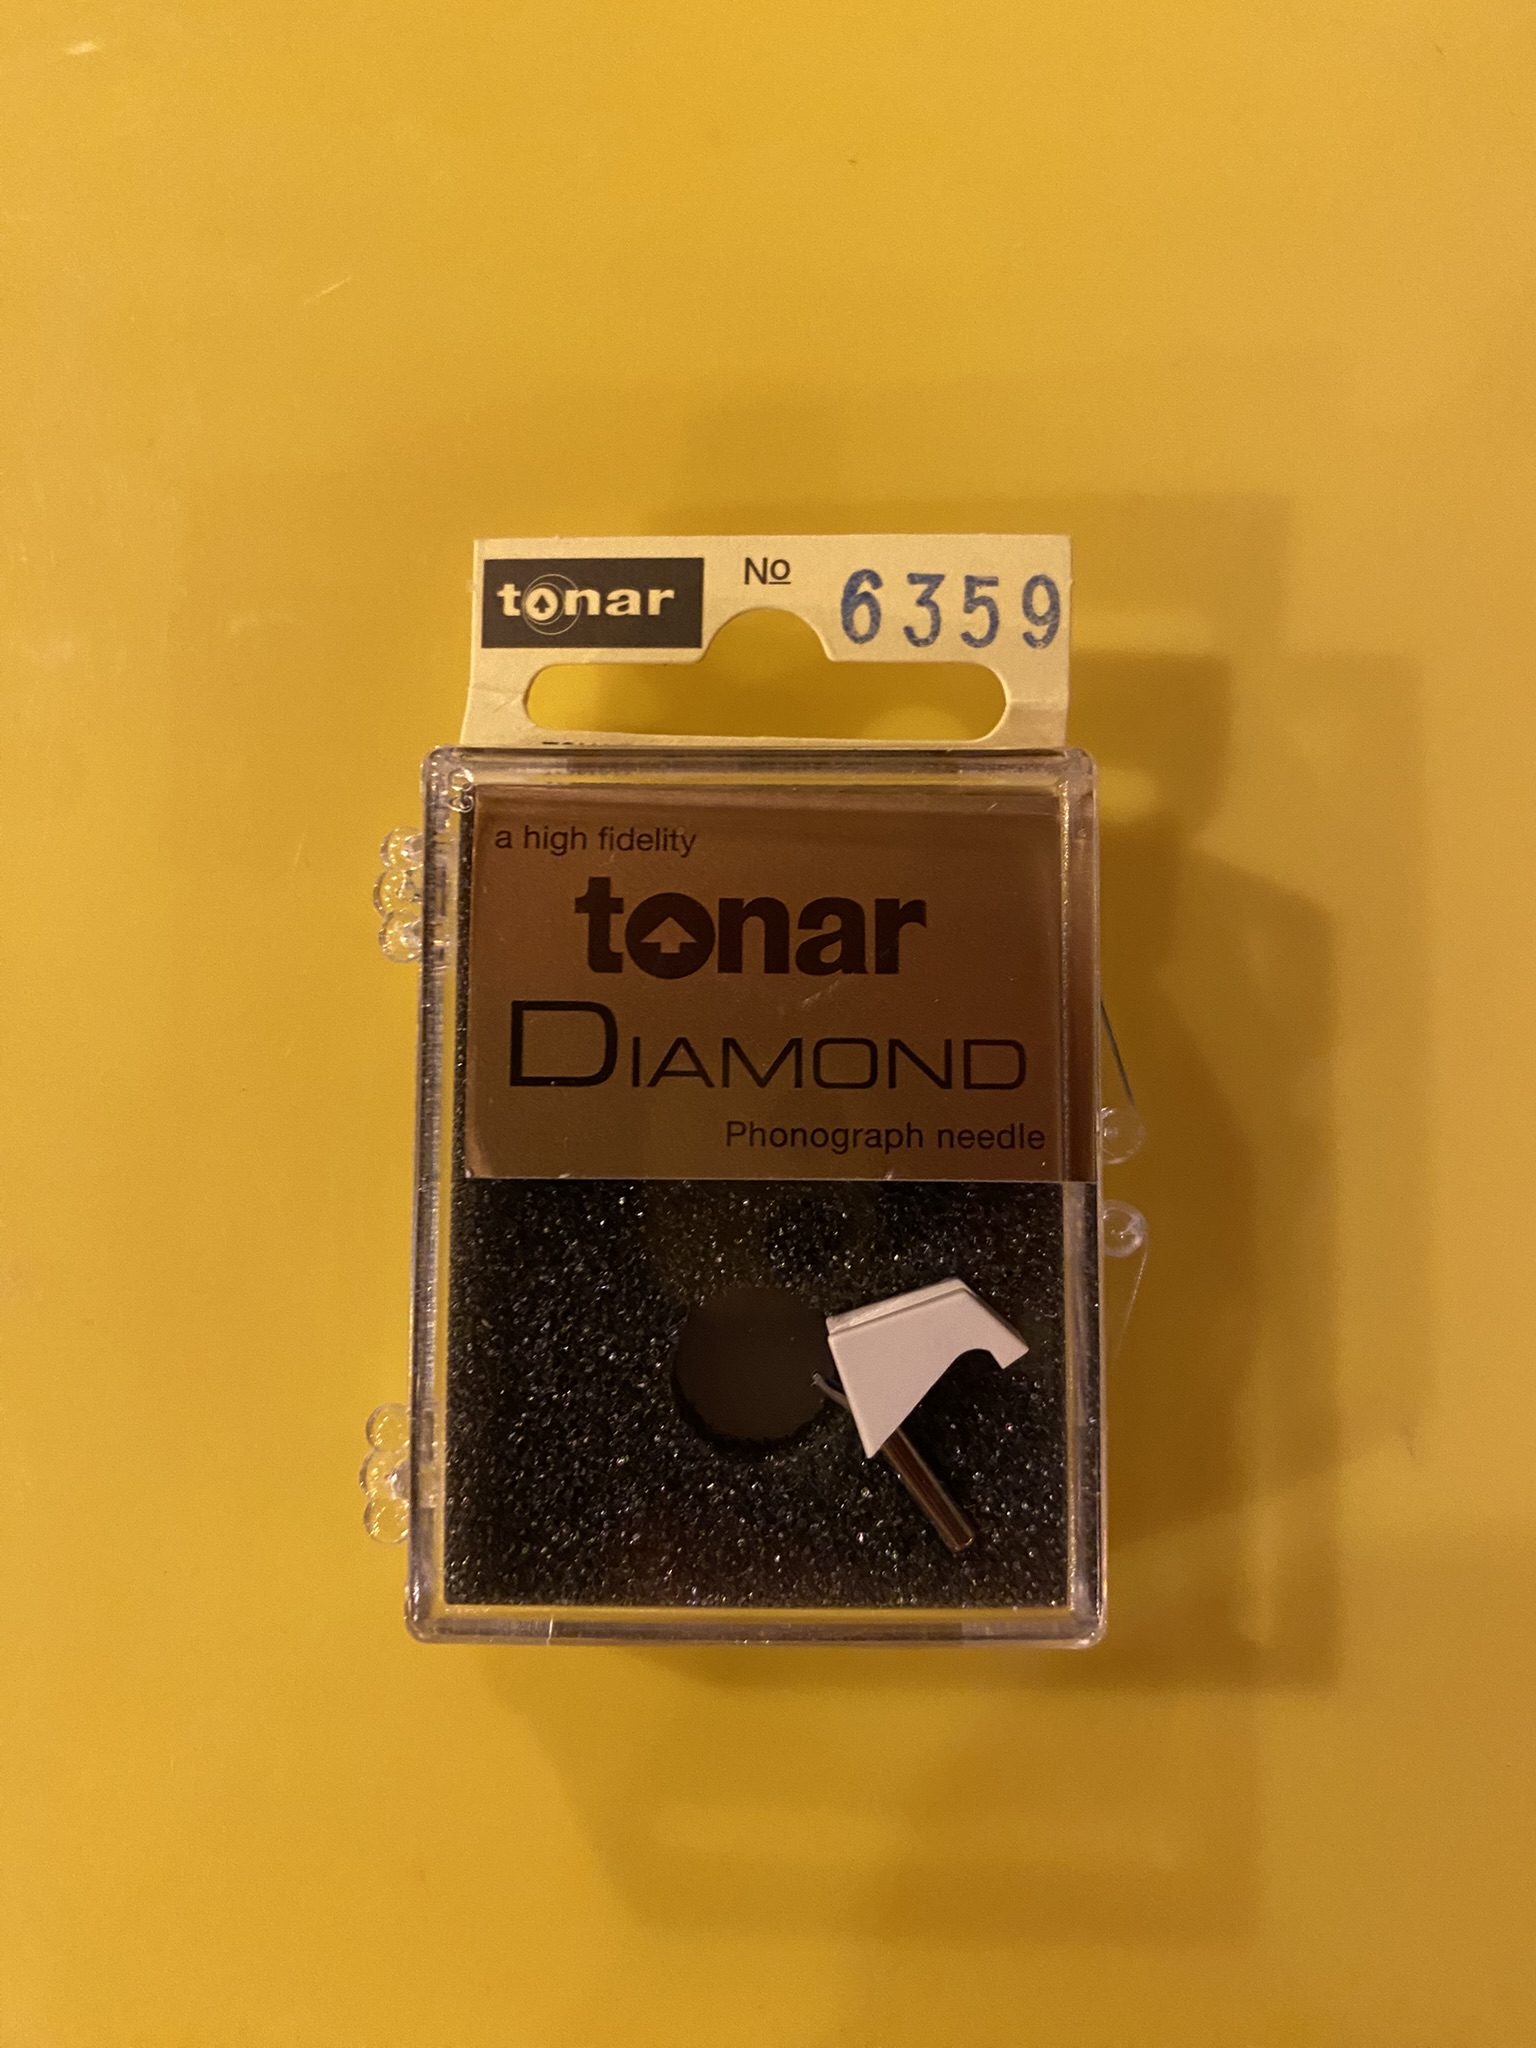 tonar
No 6359
a high fidelity
tonar
DIAMOND
Phonograph needle